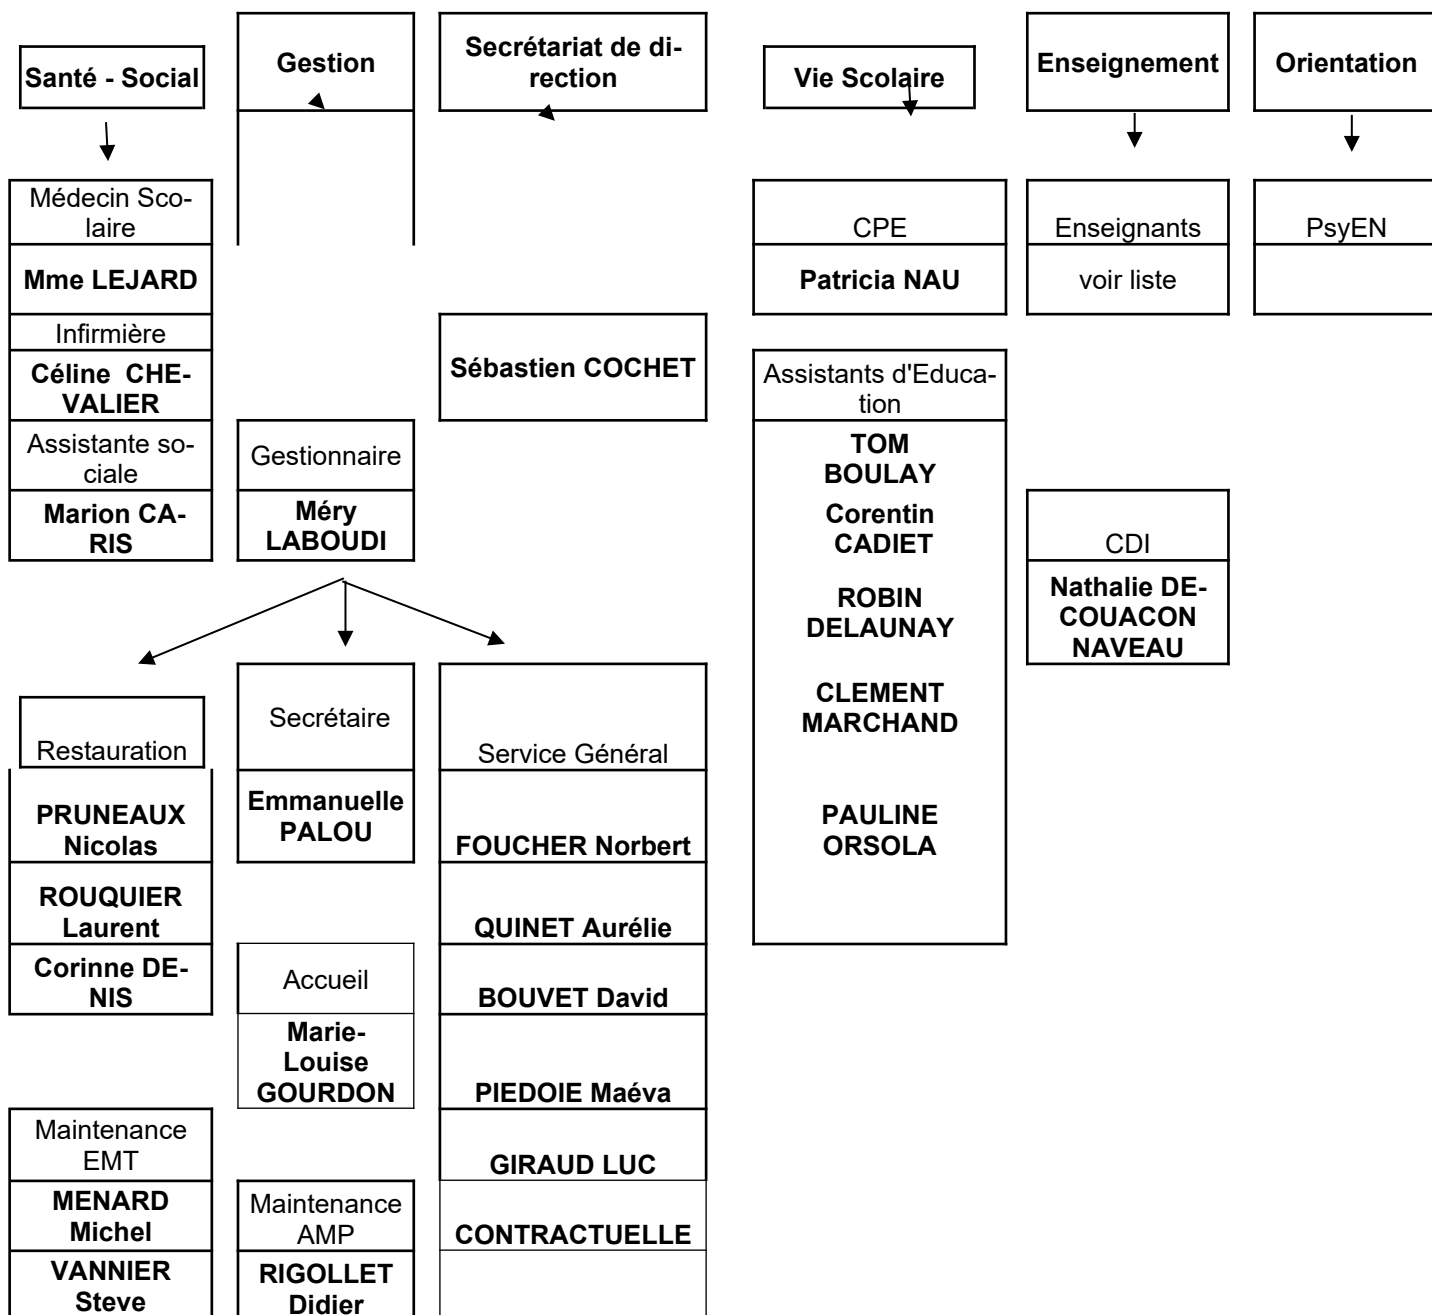 Santé - Social
Gestion
Secrétariat de di-
rection
Vie Scolaire
Enseignement
Orientation
Médecin Sco-
laire
Mme LEJARD
Infirmière
Céline CHE-
VALIER
Assistante so-
ciale
Marion CA-
RIS
Gestionnaire
Méry
LABOUDI
Sébastien COCHET
CPE
Patricia NAU
Assistants d'Educa-
tion
TOM
BOULAY
Corentin
CADIET
ROBIN
DELAUNAY
CLEMENT
MARCHAND
PAULINE
ORSOLA
Enseignants
voir liste
CDI
Nathalie DE-
COUACON
NAVEAU
PsyEN
Restauration
PRUNEAUX
Nicolas
ROUQUIER
Laurent
Corinne DE-
NIS
Maintenance
EMT
MENARD
Michel
VANNIER
Steve
Secrétaire
Emmanuelle
PALOU
Accueil
Marie-
Louise
GOURDON
Maintenance
AMP
RIGOLLET
Didier
Service Général
FOUCHER Norbert
QUINET Aurélie
BOUVET David
PIEDOIE Maéva
GIRAUD LUC
CONTRACTUELLE